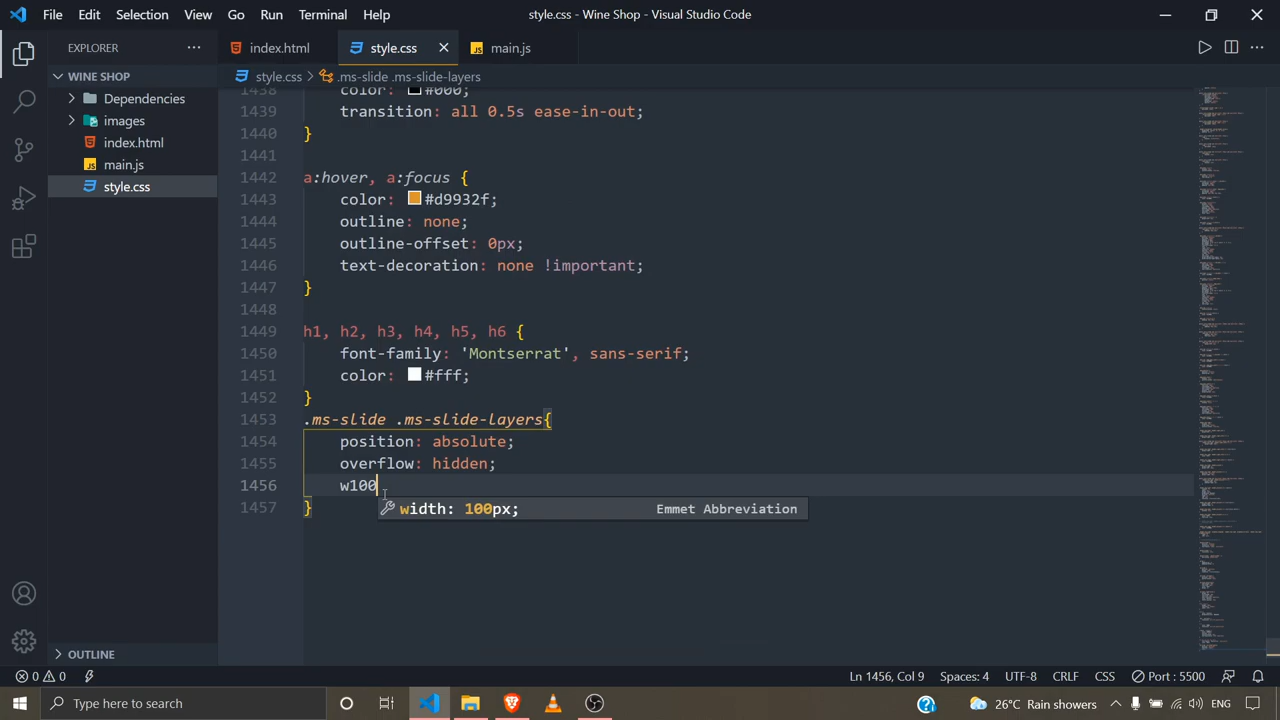 File Edit Selection View Go Run Terminal Help
style.css - Wine Shop - Visual Studio Code
EXPLORER
WINE SHOP
Dependencies
images
index.html
main.js
style.css
OUTLINE
index.html
style.css
main.js
style.css > .ms-slide .ms-slide-layers
1438 color: #000;
1439 transition: all 0.3s ease-in-out;
1440 }
1441
1442 a:hover, a:focus {
1443 color: #d9932f;
1444 outline: none;
1445 outline-offset: 0px;
1446 text-decoration: none !important;
1447 }
1448
1449 h1, h2, h3, h4, h5, h6 {
1450 font-family: 'Montserrat', sans-serif;
1451 color: #fff;
1452 }
1453 .ms-slide .ms-slide-layers{
1454 position: absolute;
1455 overflow: hidden;
1456 w100
width: 100px; Emmet Abbreviation
1457 }
0 0 Ln 1456, Col 9 Spaces: 4 UTF-8 CRLF CSS Port : 5500
Type here to search
26°C Rain showers ENG